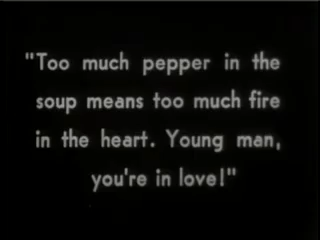 "Too much pepper in the
soup means too much fire
in the heart. Young man,
you're in love!"